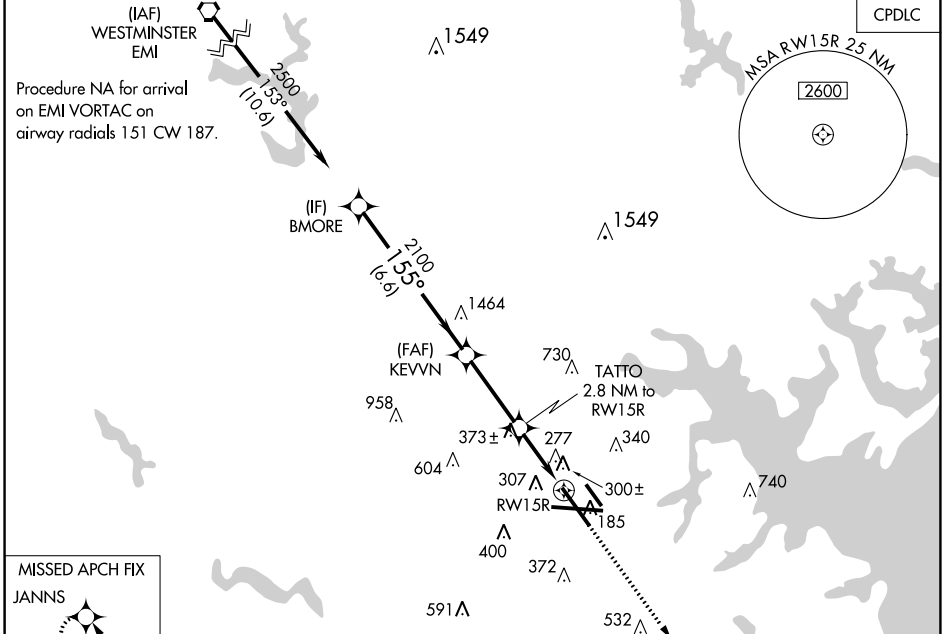 (IAF)
WESTMINSTER
EMI
Procedure NA for arrival
on EMI VORTAC on
airway radials 151 CW 187.
2500
153°
(10.6)
1549
CPDLC
MSA RW15R 25 NM
2600
(IF)
BMORE
2100
155°
(6.6)
1549
1464
(FAF)
KEVVN
730
TATTO
2.8 NM to
RW15R
958
373±
277
340
604
307
300±
740
RW15R
185
400
372
591
532
MISSED APCH FIX
JANNS